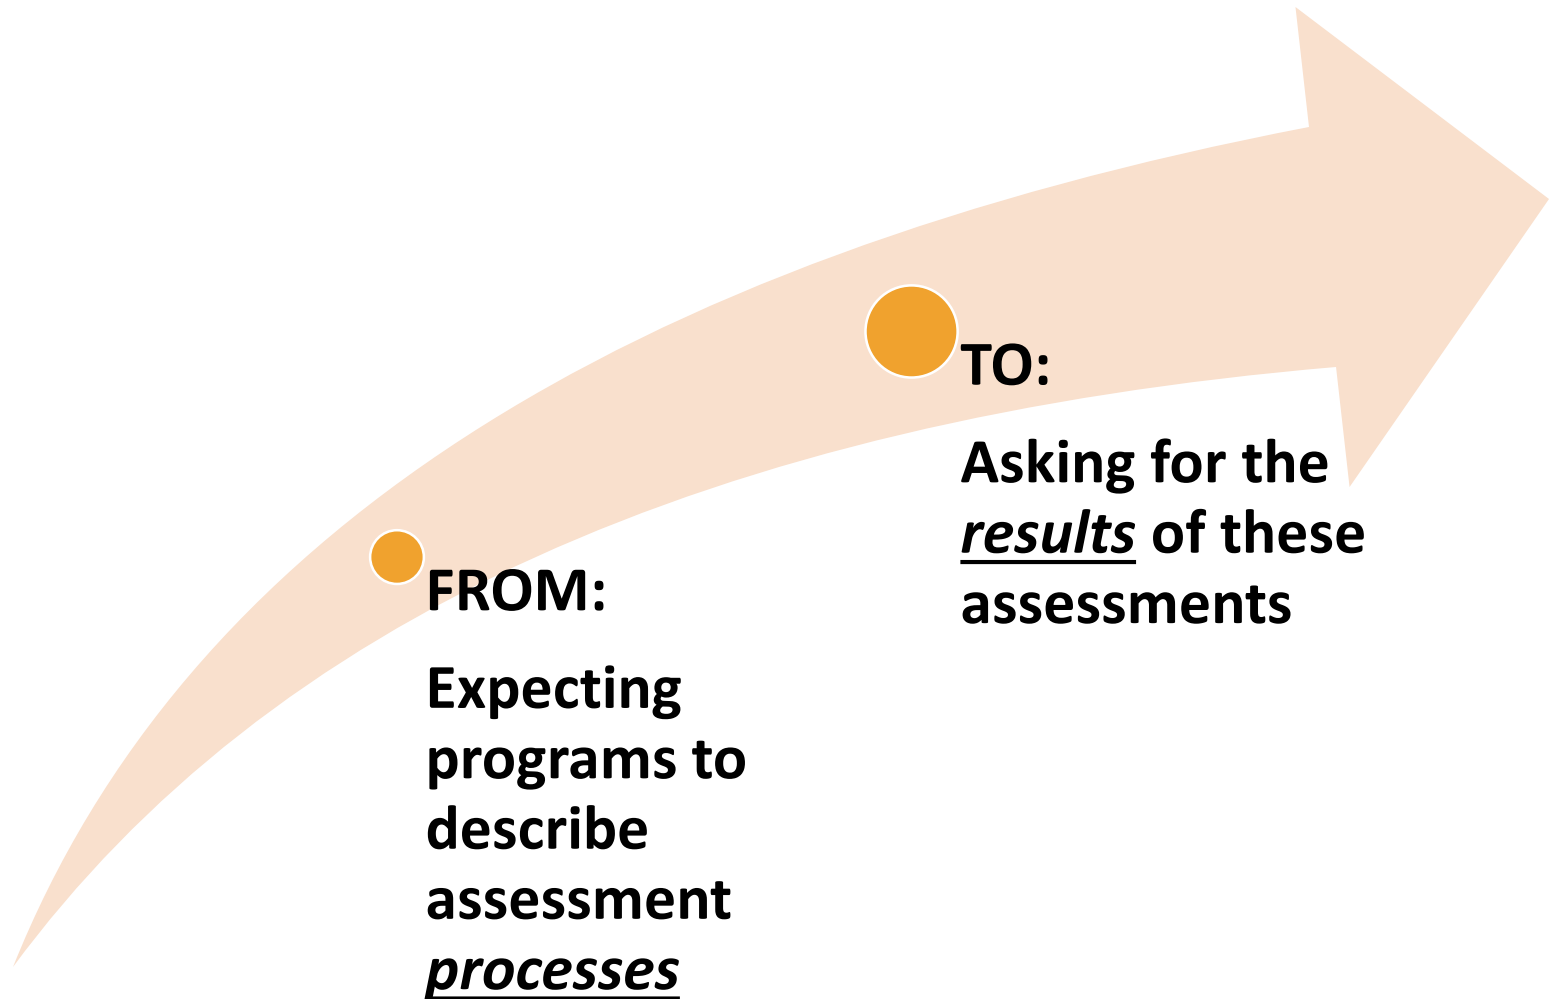 FROM:
Expecting
programs to
describe
assessment
processes
TO:
Asking for the
results of these
assessments